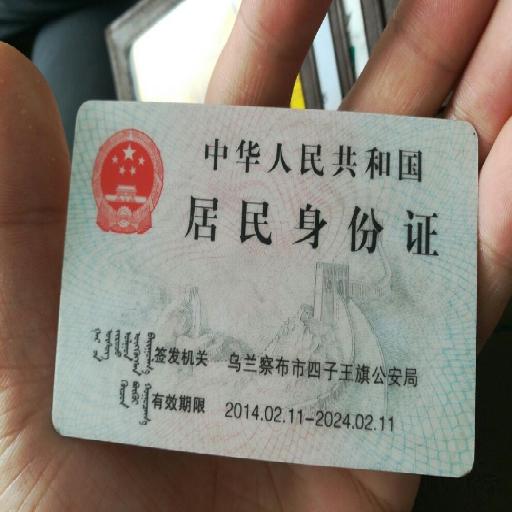 中华人民共和国
居民身份证
签发机关 乌兰察布市四子王旗公安局
有效期限 2014.02.11-2024.02.11